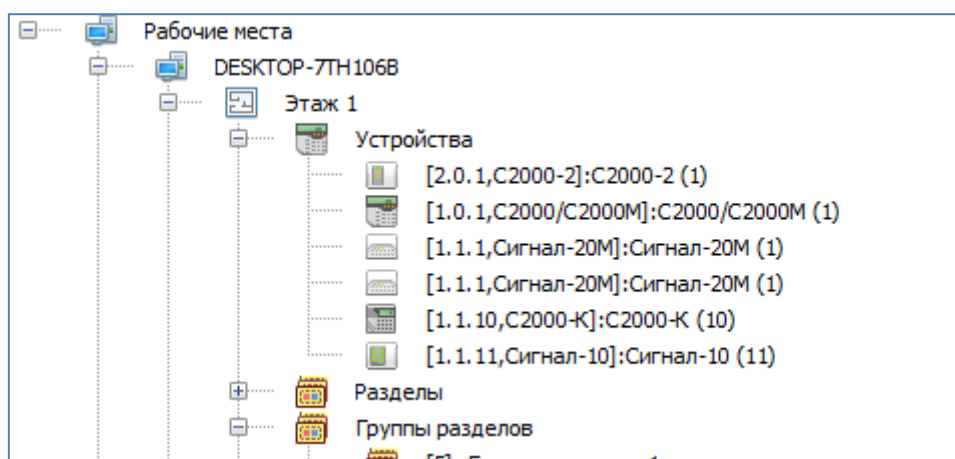 Рабочие места
DESKTOP-7TH106B
Этаж 1
Устройства
[2.0.1,С2000-2]:С2000-2 (1)
[1.0.1,С2000/С2000М]:С2000/С2000М (1)
[1.1.1,Сигнал-20М]:Сигнал-20М (1)
[1.1.1,Сигнал-20М]:Сигнал-20М (1)
[1.1.10,С2000-К]:С2000-К (10)
[1.1.11,Сигнал-10]:Сигнал-10 (11)
Разделы
Группы разделов